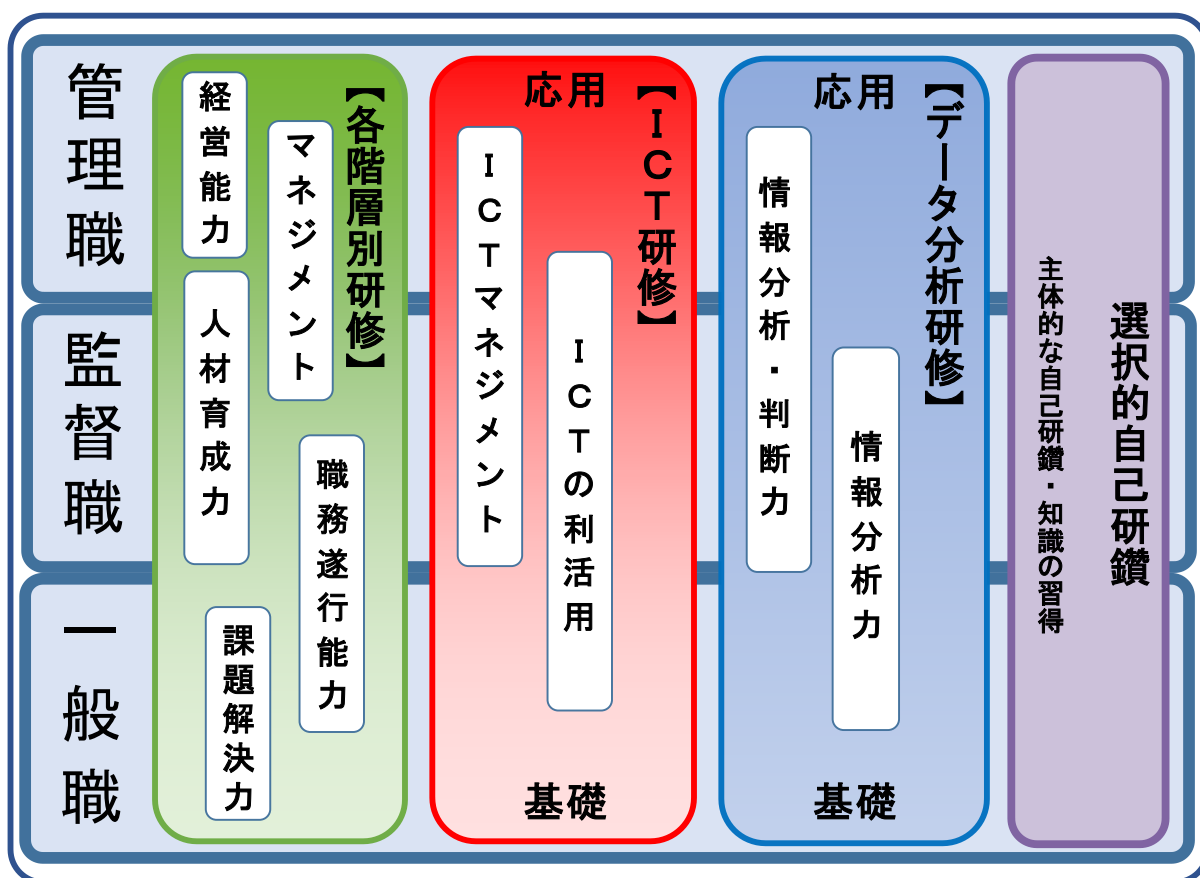 管理職
監督職
一般職
【各階層別研修】
経営能力
マネジメント
人材育成力
職務遂行能力
課題解決力
【ICT研修】
応用
ICTマネジメント
ICTの利活用
基礎
【データ分析研修】
応用
情報分析・判断力
情報分析力
基礎
選択的自己研鑽
主体的な自己研鑽・知識の習得